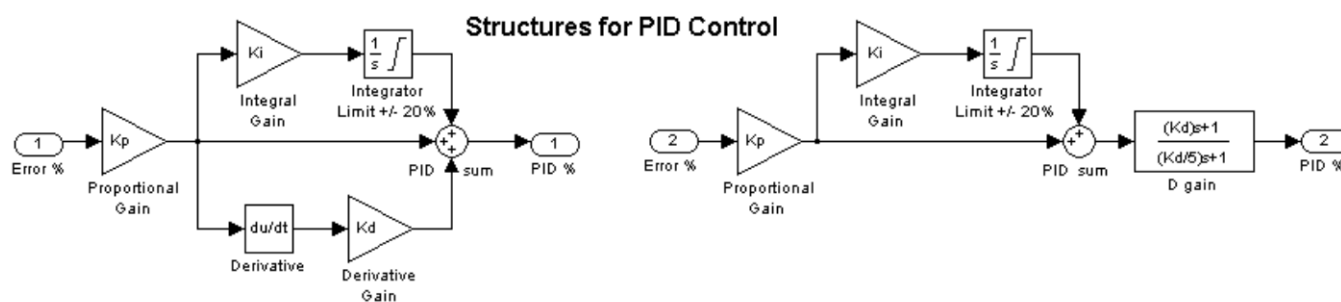 Structures for PID Control
Ki
1
s
Integral
Gain
Integrator
Limit +/- 20%
1
Error %
Kp
Proportional
Gain
+
+
+
PID sum
1
PID %
du/dt
Derivative
Kd
Derivative
Gain
Ki
1
s
Integral
Gain
Integrator
Limit +/- 20%
2
Error %
Kp
Proportional
Gain
+
+
PID sum
(Kd)s+1
(Kd/5)s+1
D gain
2
PID %